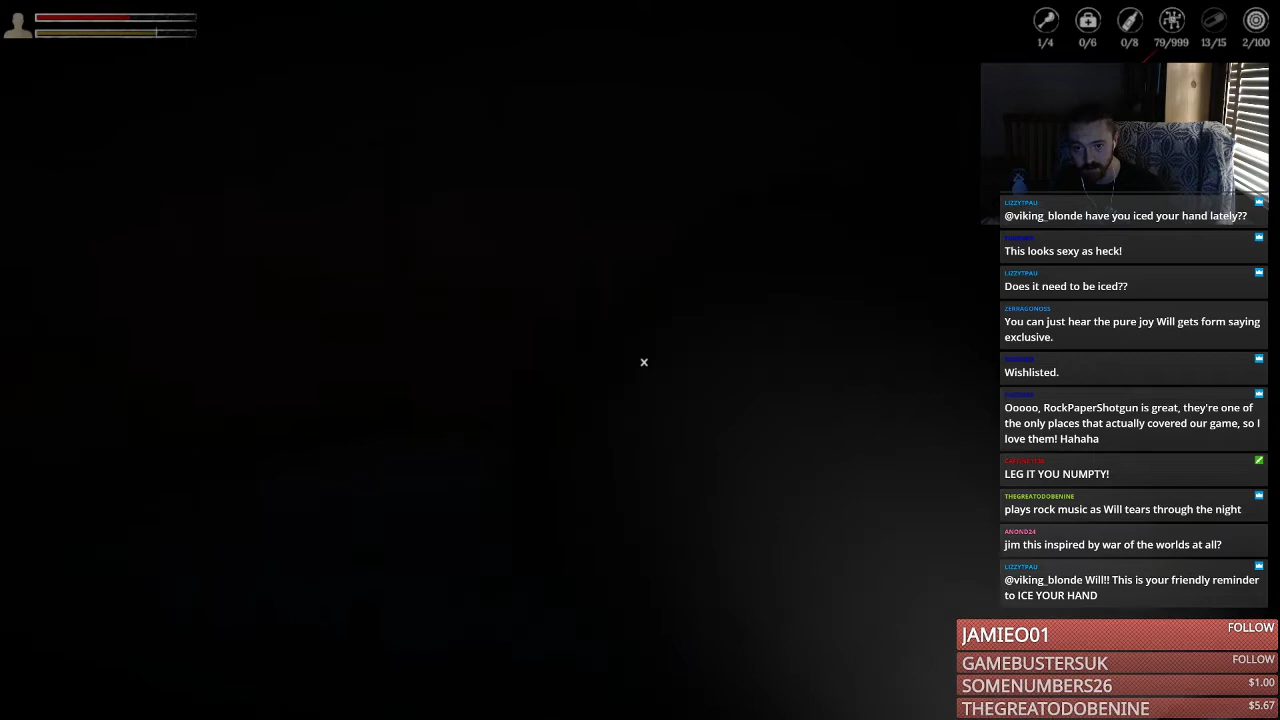 1/4
0/6
0/8
79/999
13/15
2/100
LIZZYTPAU
@viking_blonde have you iced your hand lately??
This looks sexy as heck!
LIZZYTPAU
Does it need to be iced??
ZERRAGONOSS
You can just hear the pure joy Will gets form saying
exclusive.
Wishlisted.
Ooooo, RockPaperShotgun is great, they're one of
the only places that actually covered our game, so I
love them! Hahaha
LEG IT YOU NUMPTY!
THEGREATODOBENINE
plays rock music as Will tears through the night
ANOND24
jim this inspired by war of the worlds at all?
LIZZYTPAU
@viking_blonde Will!! This is your friendly reminder
to ICE YOUR HAND
JAMIEO01 FOLLOW
GAMEBUSTERSUK FOLLOW
SOMENUMBERS26 $1.00
THEGREATODOBENINE $5.67